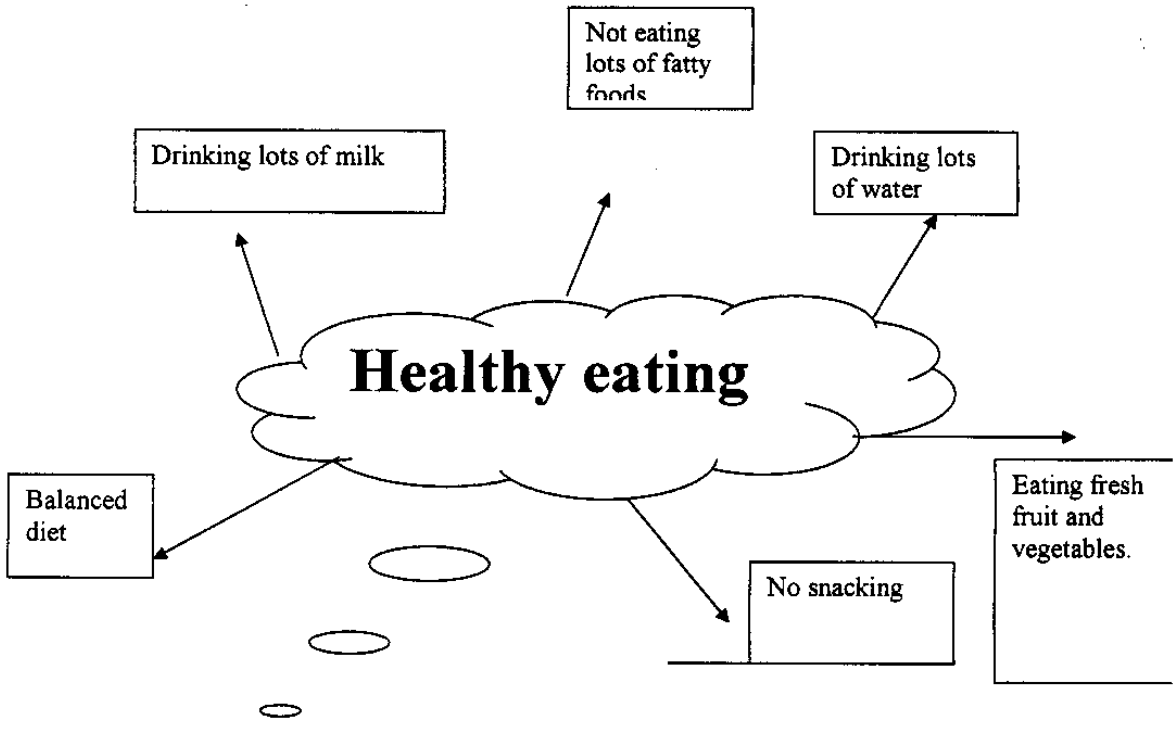 Not eating
lots of fatty
foods
Drinking lots of milk
Drinking lots
of water
Healthy eating
Balanced
diet
Eating fresh
fruit and
vegetables.
No snacking